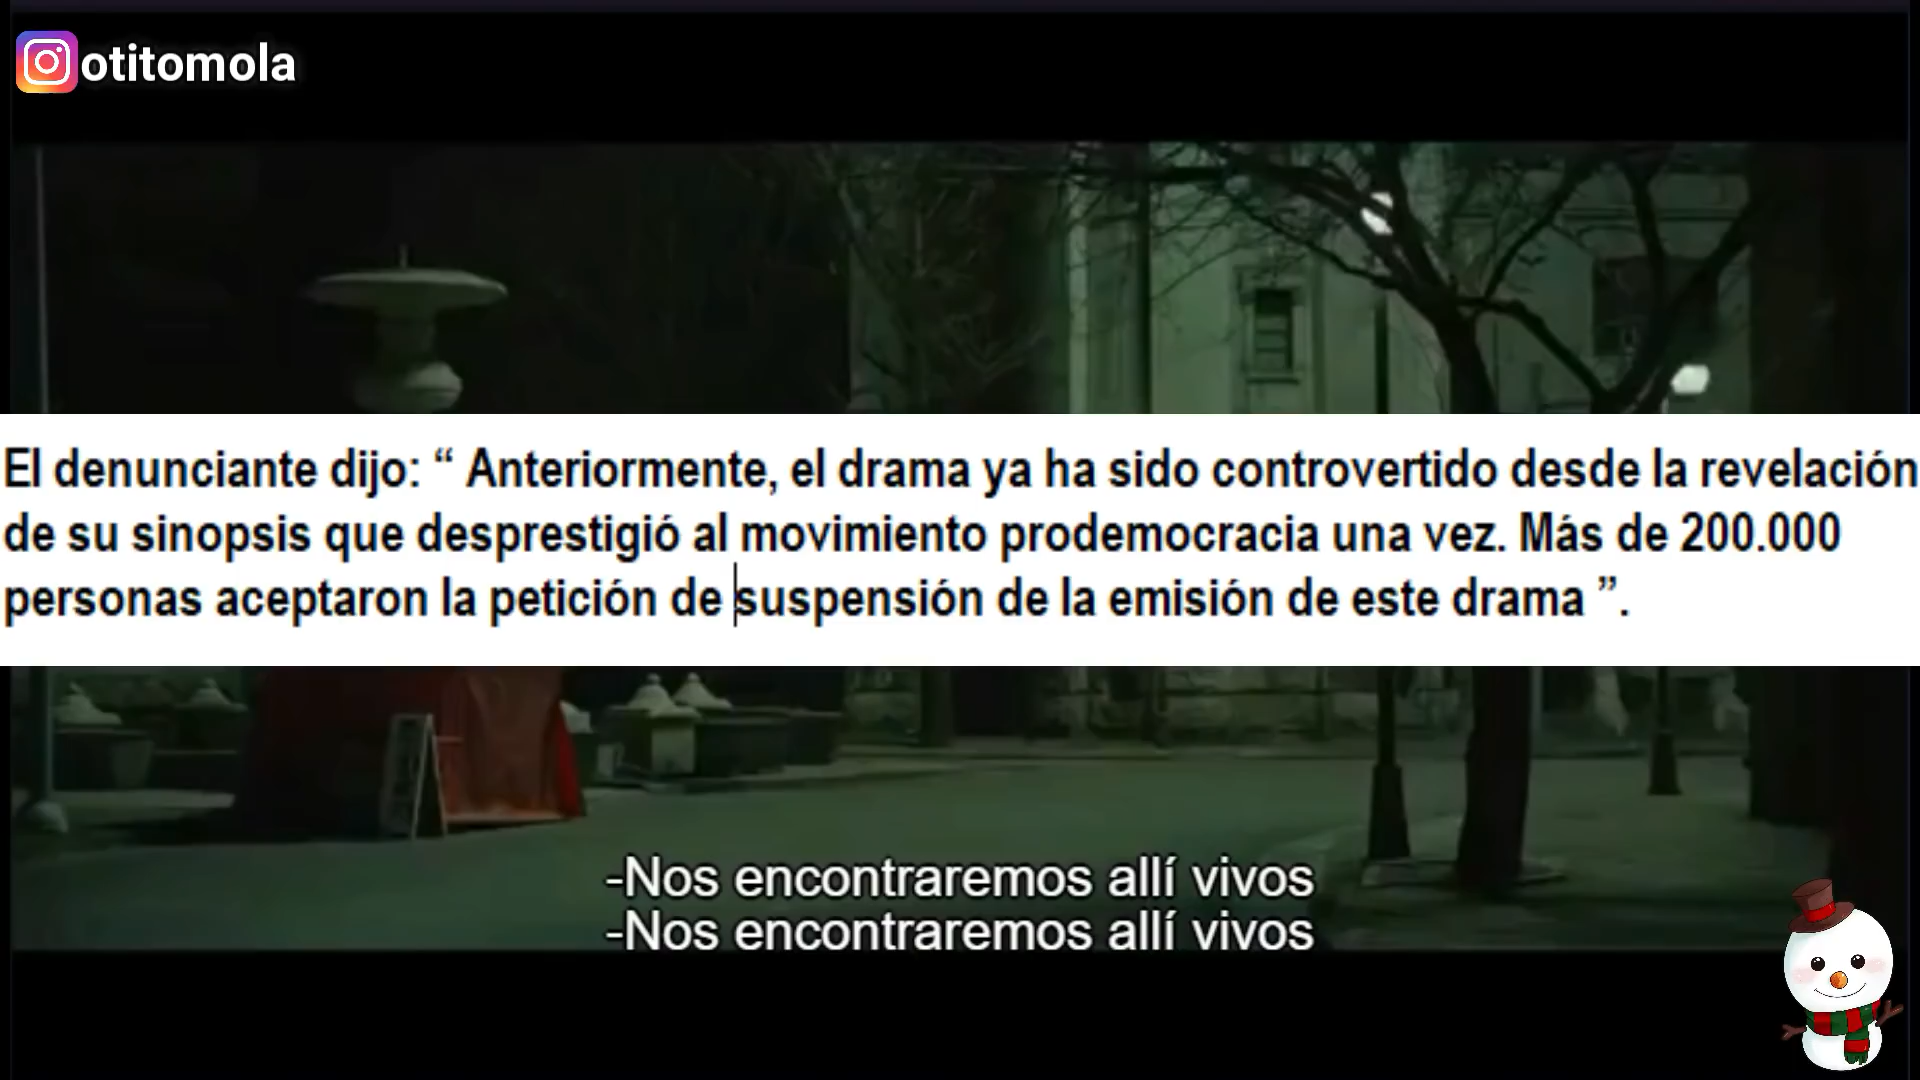 otitomola
El denunciante dijo: “ Anteriormente, el drama ya ha sido controvertido desde la revelación
de su sinopsis que desprestigió al movimiento prodemocracia una vez. Más de 200.000
personas aceptaron la petición de suspensión de la emisión de este drama ”.
-Nos encontraremos allí vivos
-Nos encontraremos allí vivos